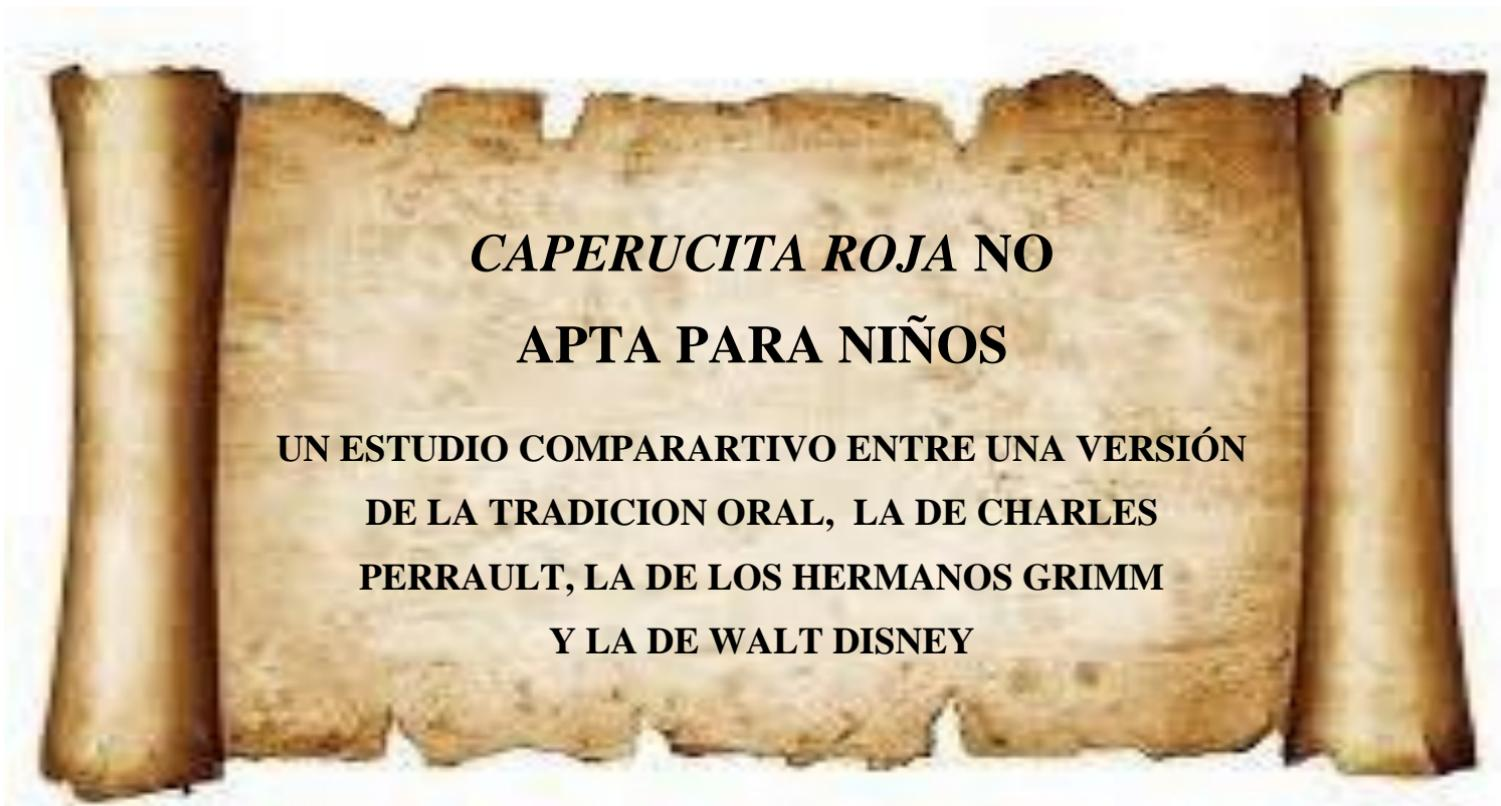 CAPERUCITA ROJA NO
APTA PARA NIÑOS
UN ESTUDIO COMPARARTIVO ENTRE UNA VERSIÓN
DE LA TRADICION ORAL, LA DE CHARLES
PERRAULT, LA DE LOS HERMANOS GRIMM
Y LA DE WALT DISNEY